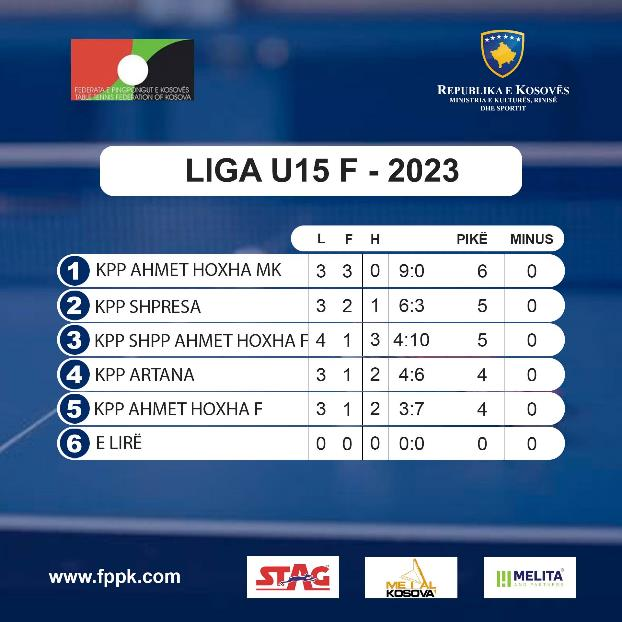 FEDERATA E PINGPONGUT E KOSOVËS
TABLE TENNIS FEDERATION OF KOSOVA
REPUBLIKA E KOSOVËS
MINISTRIA E KULTURËS, RINISË
DHE SPORTIT
LIGA U15 F - 2023
L F H PIKË MINUS
1 KPP AHMET HOXHA MK 3 3 0 9:0 6 0
2 KPP SHPRESA 3 2 1 6:3 5 0
3 KPP SHPP AHMET HOXHA F 4 1 3 4:10 5 0
4 KPP ARTANA 3 1 2 4:6 4 0
5 KPP AHMET HOXHA F 3 1 2 3:7 4 0
6 E LIRË 0 0 0 0:0 0 0
www.fppk.com
STAG
METAL
KOSOVA
MELITA
AND PARTNERS